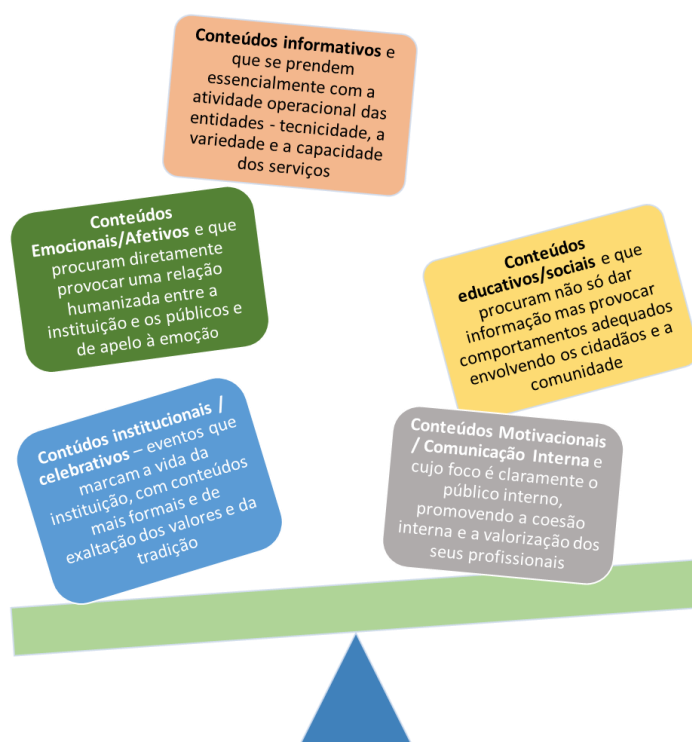 Conteúdos informativos e
que se prendem
essencialmente com a
atividade operacional das
entidades - tecnicidade, a
variedade e a capacidade
dos serviços
Conteúdos
Emocionais/Afetivos e que
procuram diretamente
provocar uma relação
humanizada entre a
instituição e os públicos e
de apelo à emoção
Conteúdos
educativos/sociais e que
procuram não só dar
informação mas provocar
comportamentos adequados
envolvendo os cidadãos e a
comunidade
Contúdos institucionais /
celebrativos – eventos que
marcam a vida da
instituição, com conteúdos
mais formais e de
exaltação dos valores e da
tradição
Conteúdos Motivacionais
/ Comunicação Interna e
cujo foco é claramente o
público interno,
promovendo a coesão
interna e a valorização dos
seus profissionais